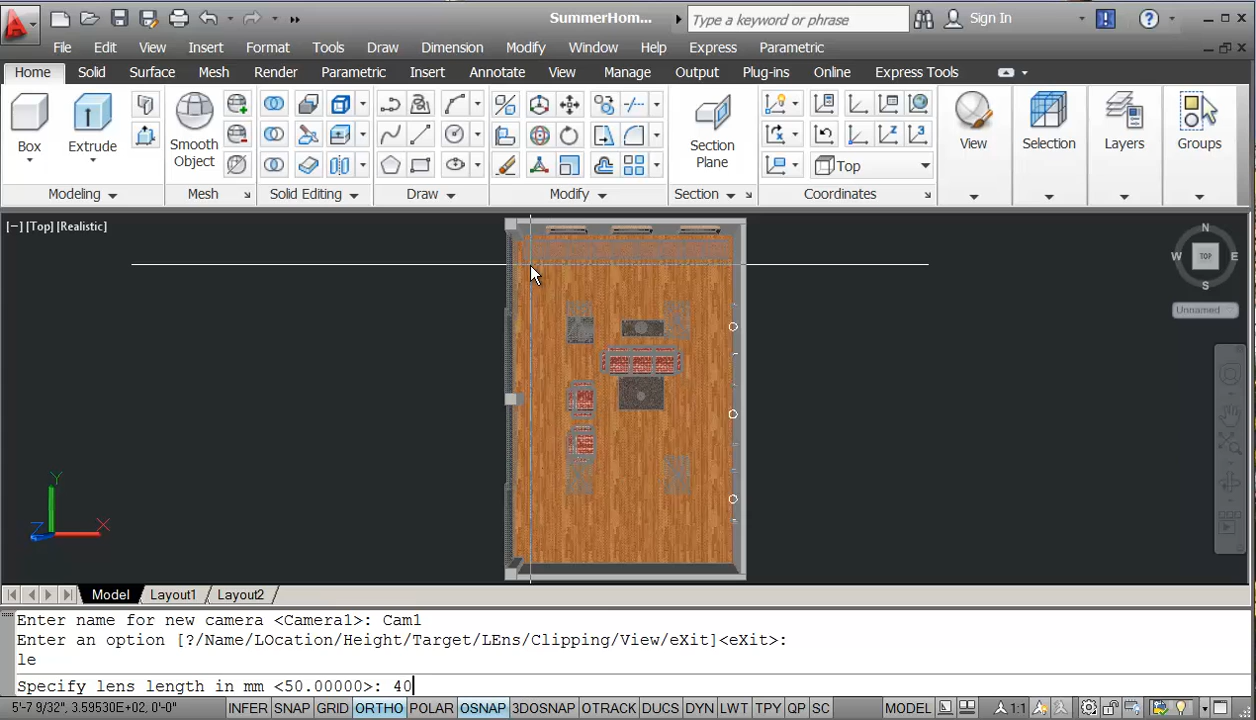 SummerHom...
Type a keyword or phrase
Sign In
File Edit View Insert Format Tools Draw Dimension Modify Window Help Express Parametric
Home Solid Surface Mesh Render Parametric Insert Annotate View Manage Output Plug-ins Online Express Tools
Box
Extrude
Smooth Object
Section Plane
Top
View
Selection
Layers
Groups
Modeling
Mesh
Solid Editing
Draw
Modify
Section
Coordinates
[−] [Top] [Realistic]
N
W TOP E
S
Unnamed
Y
Z X
Model Layout1 Layout2
Enter name for new camera <Camera1>: Cam1
Enter an option [?/Name/LOcation/Height/Target/LEns/Clipping/View/eXit]<eXit>:
le
Specify lens length in mm <50.00000>: 40
5'-7 9/32", 3.59530E+02, 0'-0" INFER SNAP GRID ORTHO POLAR OSNAP 3DOSNAP OTRACK DUCS DYN LWT TPY QP SC MODEL 1:1